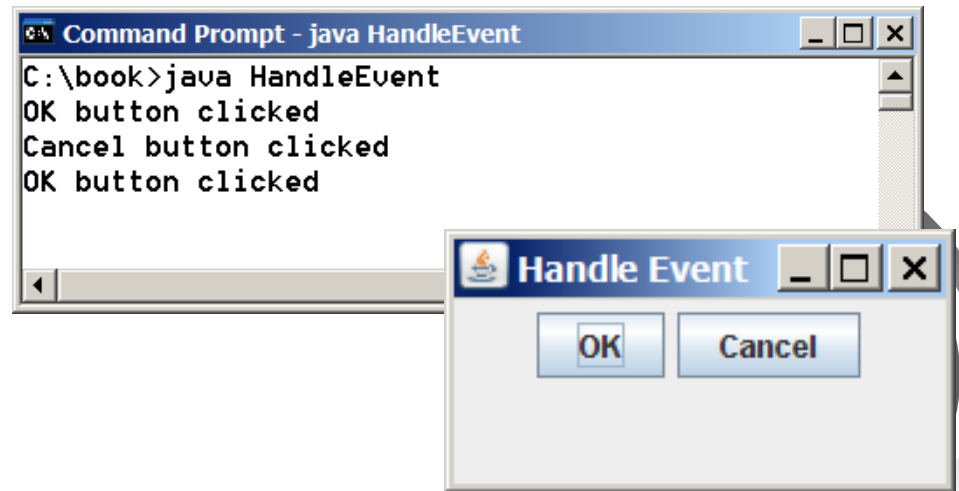 Command Prompt - java HandleEvent
C:\book>java HandleEvent
OK button clicked
Cancel button clicked
OK button clicked
Handle Event
OK Cancel